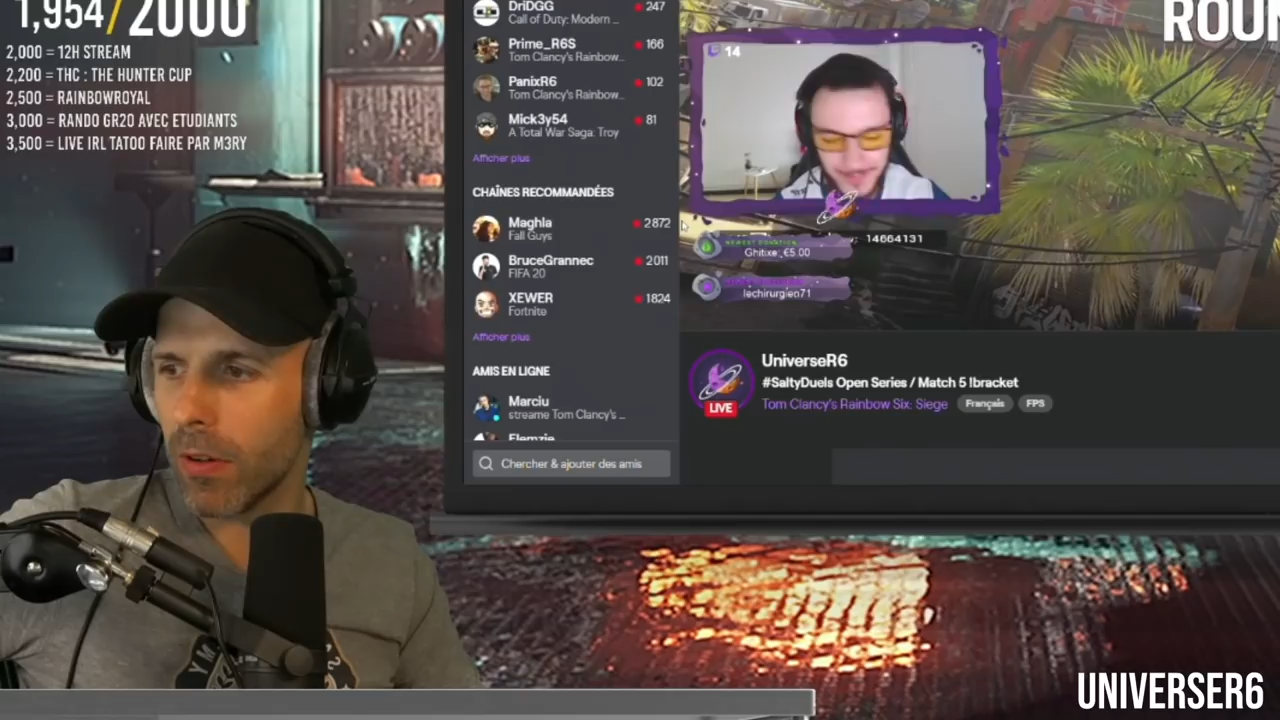 1,954/2000
2,000 = 12H STREAM
2,200 = THC : THE HUNTER CUP
2,500 = RAINBOWROYAL
3,000 = RANDO GR20 AVEC ETUDIANTS
3,500 = LIVE IRL TATOO FAIRE PAR M3RY
DriDGG 247
Call of Duty: Modern ...
Prime_R6S 166
Tom Clancy's Rainbow...
PanixR6 102
Tom Clancy's Rainbow...
Mick3y54 81
A Total War Saga: Troy
Afficher plus
CHAÎNES RECOMMANDÉES
Maghla 2872
Fall Guys
BruceGrannec 2011
FIFA 20
XEWER 1824
Fortnite
Afficher plus
AMIS EN LIGNE
Marciu
streame Tom Clancy's ...
Flemzie
Chercher & ajouter des amis
14
14664131
NEWEST DONATION
Ghitixe_€5.00
lechirurgien71
UniverseR6
#SaltyDuels Open Series / Match 5 !bracket
Tom Clancy's Rainbow Six: Siege Français FPS
LIVE
UNIVERSER6